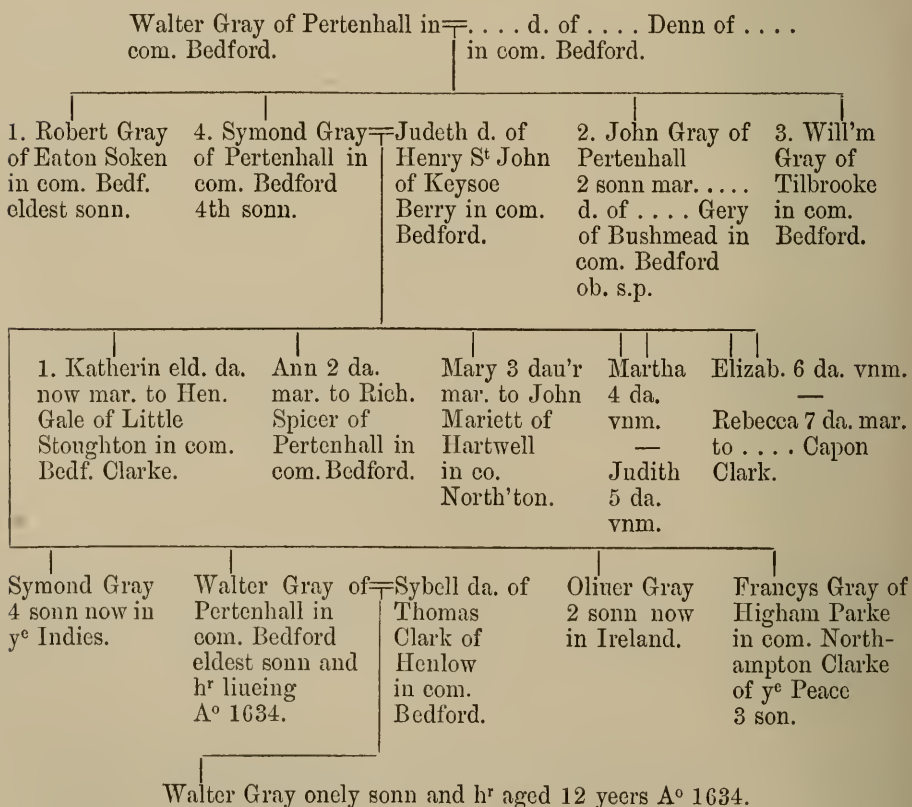 Walter Gray of Pertenhall in
com. Bedford.
. . . . d. of . . . . Denn of . . . .
in com. Bedford.
1. Robert Gray
of Eaton Soken
in com. Bedf.
eldest sonn.
4. Symond Gray
of Pertenhall in
com. Bedford
4th sonn.
Judeth d. of
Henry Sᵗ John
of Keysoe
Berry in com.
Bedford.
2. John Gray of
Pertenhall
2 sonn mar. . . . .
d. of . . . . Gery
of Bushmead in
com. Bedford
ob. s.p.
3. Will'm
Gray of
Tilbrooke
in com.
Bedford.
1. Katherin eld. da.
now mar. to Hen.
Gale of Little
Stoughton in com.
Bedf. Clarke.
Ann 2 da.
mar. to Rich.
Spicer of
Pertenhall in
com. Bedford.
Mary 3 dau'r
mar. to John
Mariett of
Hartwell
in co.
North'ton.
Martha
4 da.
vnm.
—
Judith
5 da.
vnm.
Elizab. 6 da. vnm.
—
Rebecca 7 da. mar.
to . . . . Capon
Clark.
Symond Gray
4 sonn now in
yᵉ Indies.
Walter Gray of
Pertenhall in
com. Bedford
eldest sonn and
hʳ liueing
Aᵒ 1634.
Sybell da. of
Thomas
Clark of
Henlow
in com.
Bedford.
Oliuer Gray
2 sonn now
in Ireland.
Francys Gray of
Higham Parke
in com. North-
ampton Clarke
of yᵉ Peace
3 son.
Walter Gray onely sonn and hʳ aged 12 yeers Aᵒ 1634.